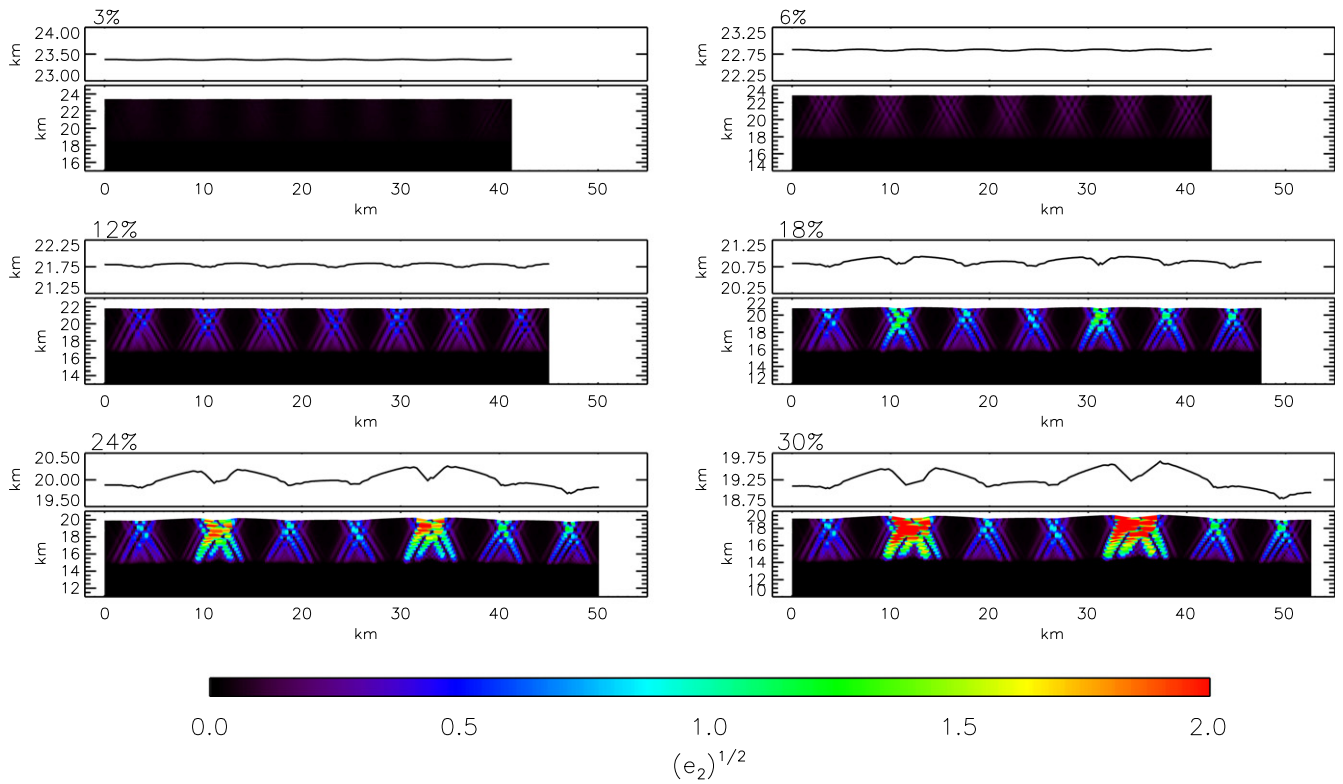 3% 6%
km 24.00 23.50 23.00 km 23.25 22.75 22.25
km 24 22 20 18 16 km 24 22 20 18 16
0 10 20 30 40 50 0 10 20 30 40 50
km km
12% 18%
km 22.25 21.75 21.25 km 21.25 20.75 20.25
km 22 20 18 16 14 km 22 20 18 16 14 12
0 10 20 30 40 50 0 10 20 30 40 50
km km
24% 30%
km 20.50 20.00 19.50 km 19.75 19.25 18.75
km 20 18 16 14 12 km 20 18 16 14 12 10
0 10 20 30 40 50 0 10 20 30 40 50
km km
0.0 0.5 1.0 1.5 2.0
(e₂)¹/²